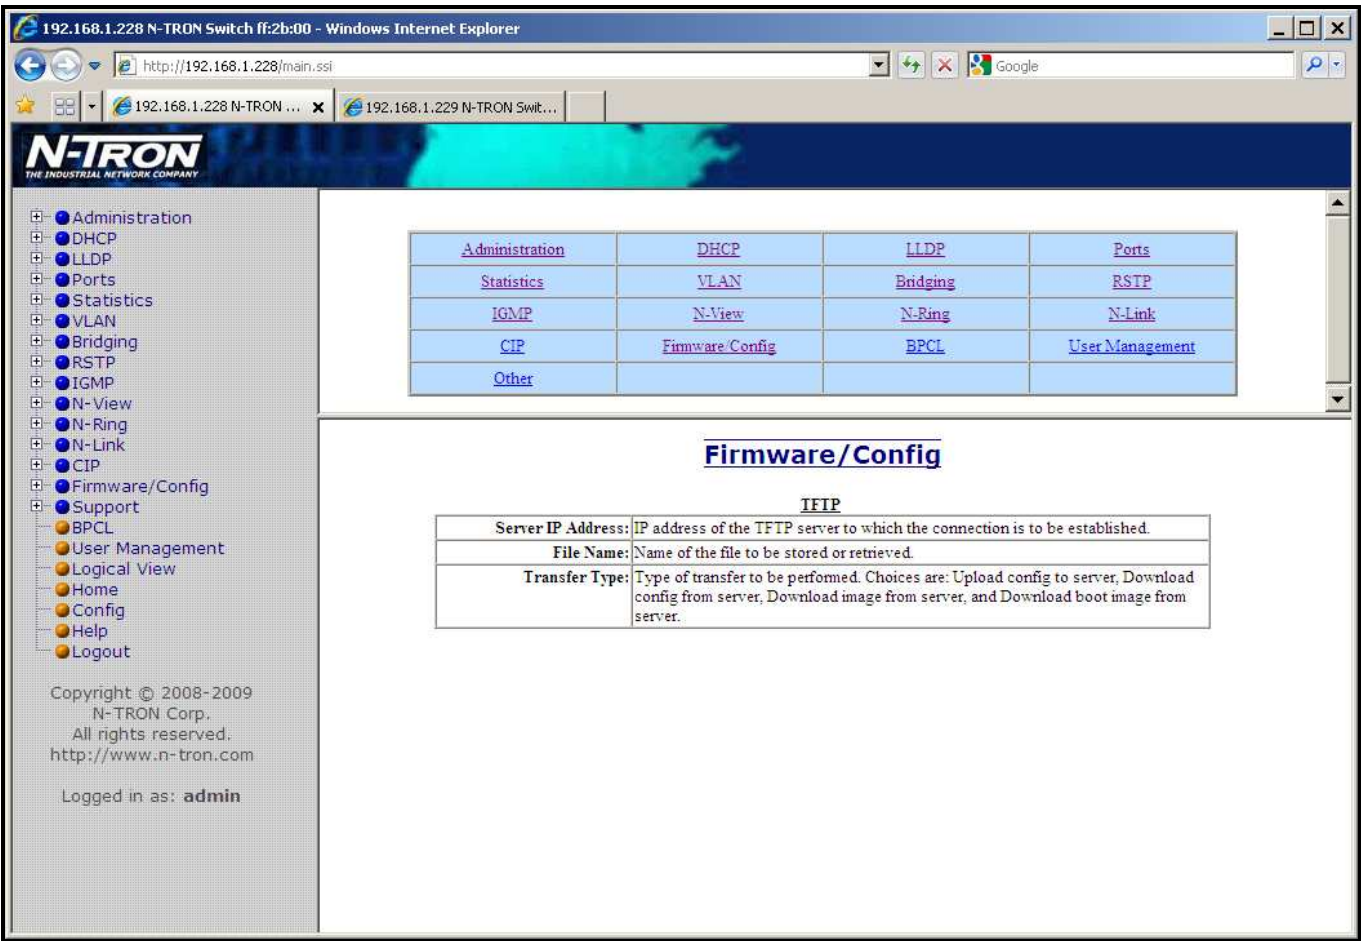 192.168.1.228 N-TRON Switch ff:2b:00 - Windows Internet Explorer
http://192.168.1.228/main.ssi
Google
192.168.1.228 N-TRON ...
192.168.1.229 N-TRON Swit...
N-TRON
THE INDUSTRIAL NETWORK COMPANY
Administration
DHCP
LLDP
Ports
Statistics
VLAN
Bridging
RSTP
IGMP
N-View
N-Ring
N-Link
CIP
Firmware/Config
Support
BPCL
User Management
Logical View
Home
Config
Help
Logout
Copyright © 2008-2009
N-TRON Corp.
All rights reserved.
http://www.n-tron.com
Logged in as: admin
Administration DHCP LLDP Ports
Statistics VLAN Bridging RSTP
IGMP N-View N-Ring N-Link
CIP Firmware/Config BPCL User Management
Other
Firmware/Config
TFTP
Server IP Address: IP address of the TFTP server to which the connection is to be established.
File Name: Name of the file to be stored or retrieved.
Transfer Type: Type of transfer to be performed. Choices are: Upload config to server, Download
config from server, Download image from server, and Download boot image from
server.